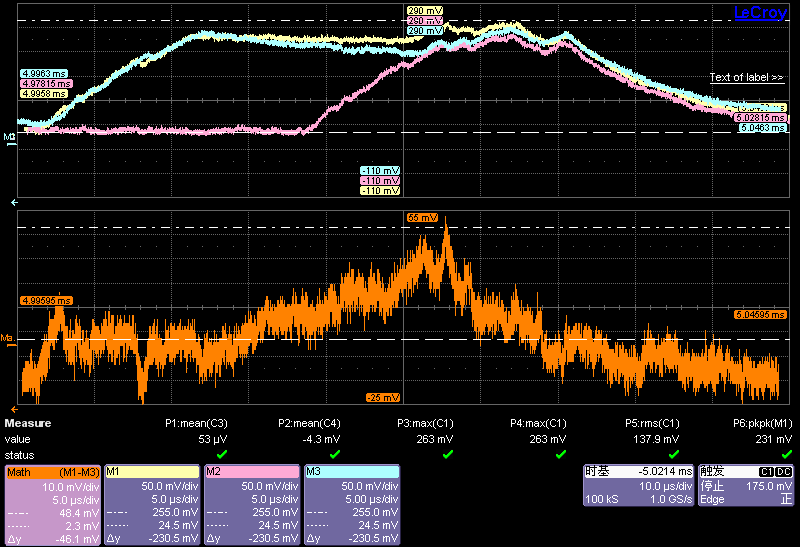 290 mV
LeCroy
290 mV
290 mV
4.9963 ms
Text of label >>
4.97815 ms
4.9958 ms
5.02815 ms
5.0463 ms
M3
-110 mV
-110 mV
-110 mV
55 mV
4.99595 ms
5.04595 ms
Ma
-25 mV
Measure P1:mean(C3) P2:mean(C4) P3:max(C1) P4:max(C1) P5:rms(C1) P6:pkpk(M1)
value 53 µV -4.3 mV 263 mV 263 mV 137.9 mV 231 mV
status
Math (M1-M3) M1 M2 M3 时基 -5.0214 ms 触发 C1 DC
10.0 mV/div 50.0 mV/div 50.0 mV/div 50.0 mV/div 10.0 µs/div 停止 175.0 mV
5.0 µs/div 5.0 µs/div 5.0 µs/div 5.00 µs/div 100 kS 1.0 GS/s Edge 正
48.4 mV 255.0 mV 255.0 mV 255.0 mV
2.3 mV 24.5 mV 24.5 mV 24.5 mV
Δy -46.1 mV Δy -230.5 mV Δy -230.5 mV Δy -230.5 mV